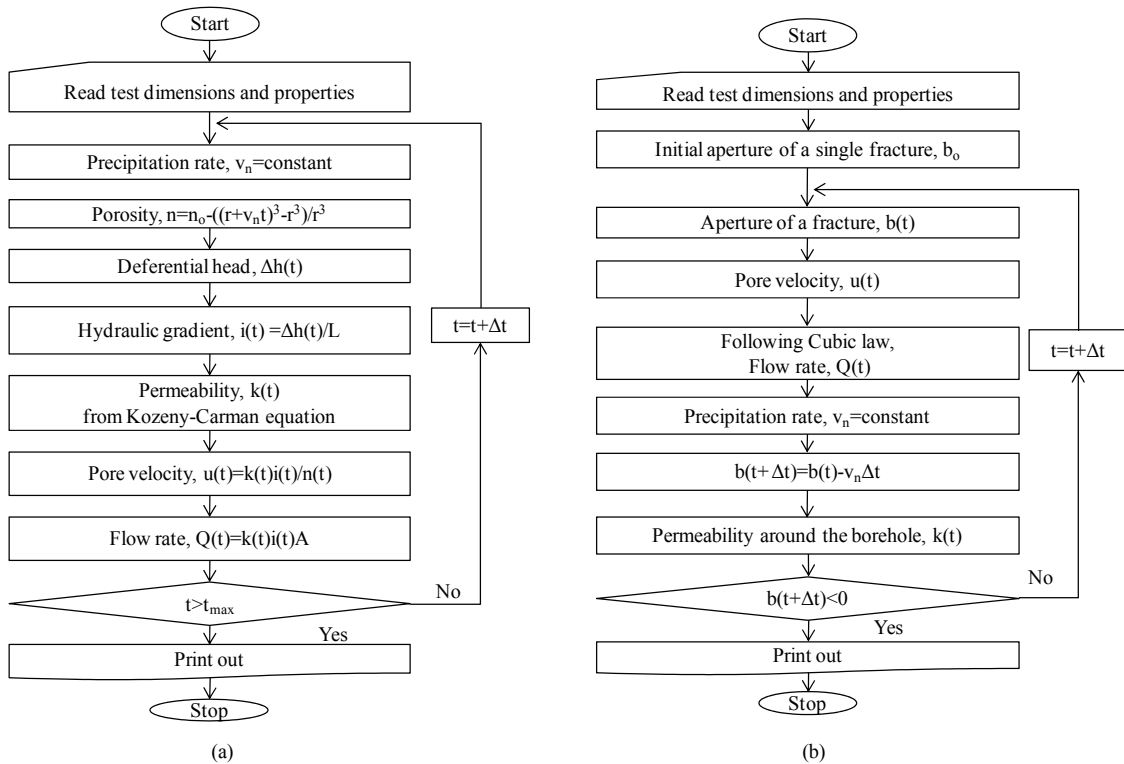 Start
Read test dimensions and properties
Precipitation rate, vₙ=constant
Porosity, n=nₒ-((r+vₙt)³-r³)/r³
Deferential head, Δh(t)
Hydraulic gradient, i(t) =Δh(t)/L
t=t+Δt
Permeability, k(t)
from Kozeny-Carman equation
Pore velocity, u(t)=k(t)i(t)/n(t)
Flow rate, Q(t)=k(t)i(t)A
No
t>tₘₐₓ
Yes
Print out
Stop
(a)
Start
Read test dimensions and properties
Initial aperture of a single fracture, bₒ
Aperture of a fracture, b(t)
Pore velocity, u(t)
Following Cubic law,
Flow rate, Q(t)
t=t+Δt
Precipitation rate, vₙ=constant
b(t+Δt)=b(t)-vₙΔt
Permeability around the borehole, k(t)
No
b(t+Δt)<0
Yes
Print out
Stop
(b)